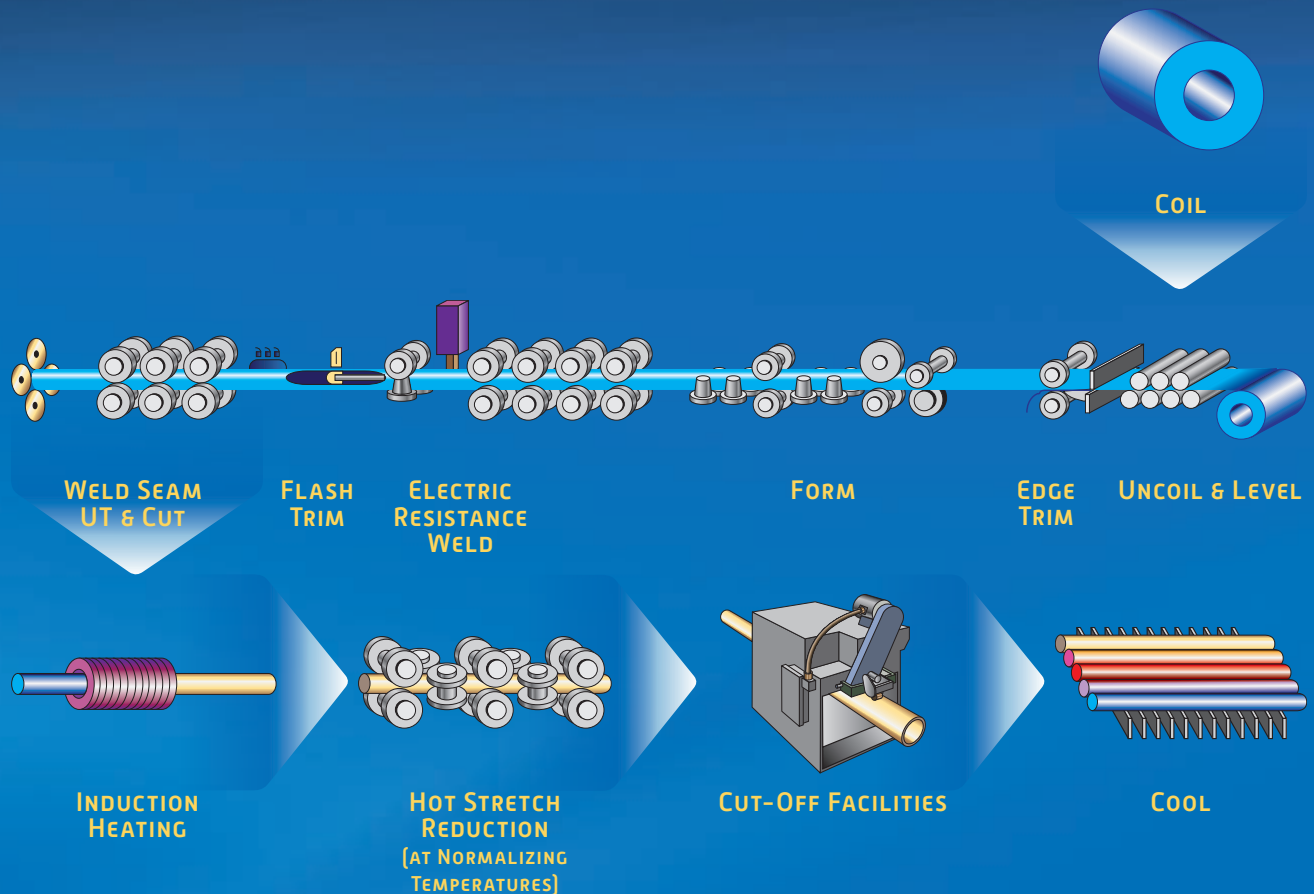 Coil
Weld Seam
UT & Cut
Flash
Trim
Electric
Resistance
Weld
Form
Edge
Trim
Uncoil & Level
Induction
Heating
Hot Stretch
Reduction
(at Normalizing
Temperatures)
Cut-Off Facilities
Cool